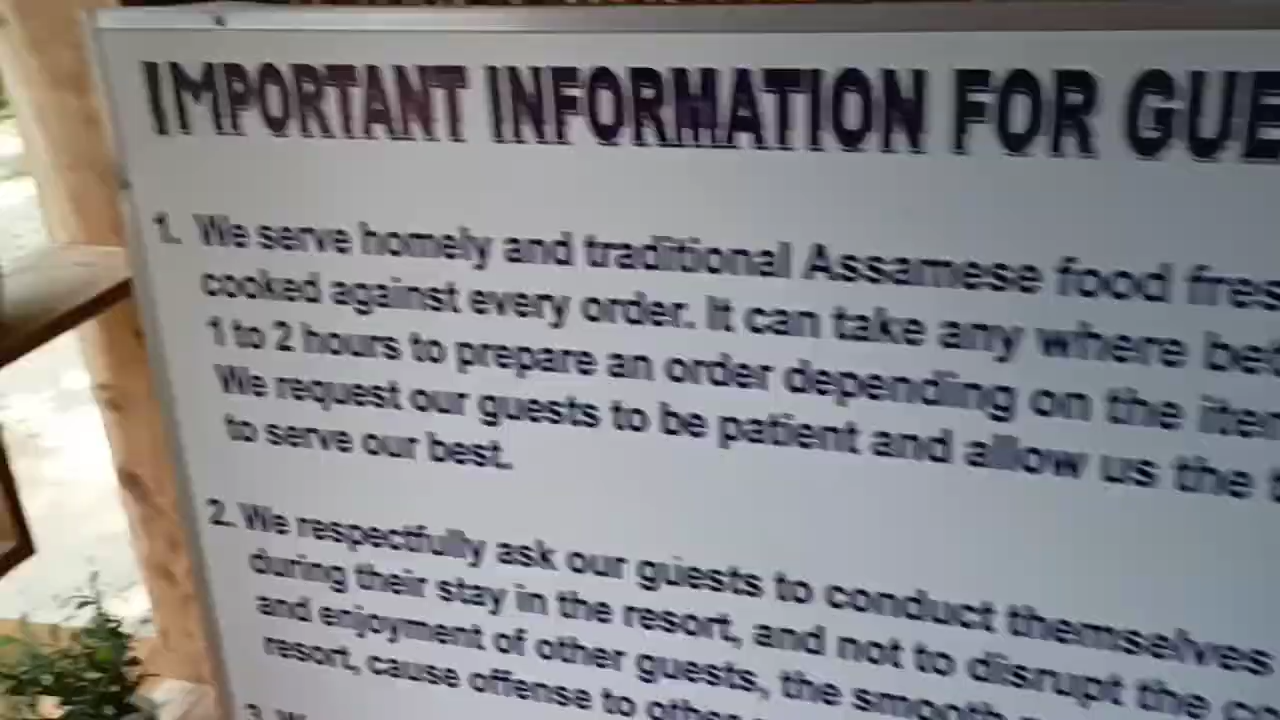 IMPORTANT INFORMATION FOR GUE
1. We serve homely and traditional Assamese food fres
cooked against every order. It can take any where bet
1 to 2 hours to prepare an order depending on the item
We request our guests to be patient and allow us the t
to serve our best.
2. We respectfully ask our guests to conduct themselves
during their stay in the resort, and not to disrupt the co
and enjoyment of other guests, the smooth
resort, cause offense to other
3. W